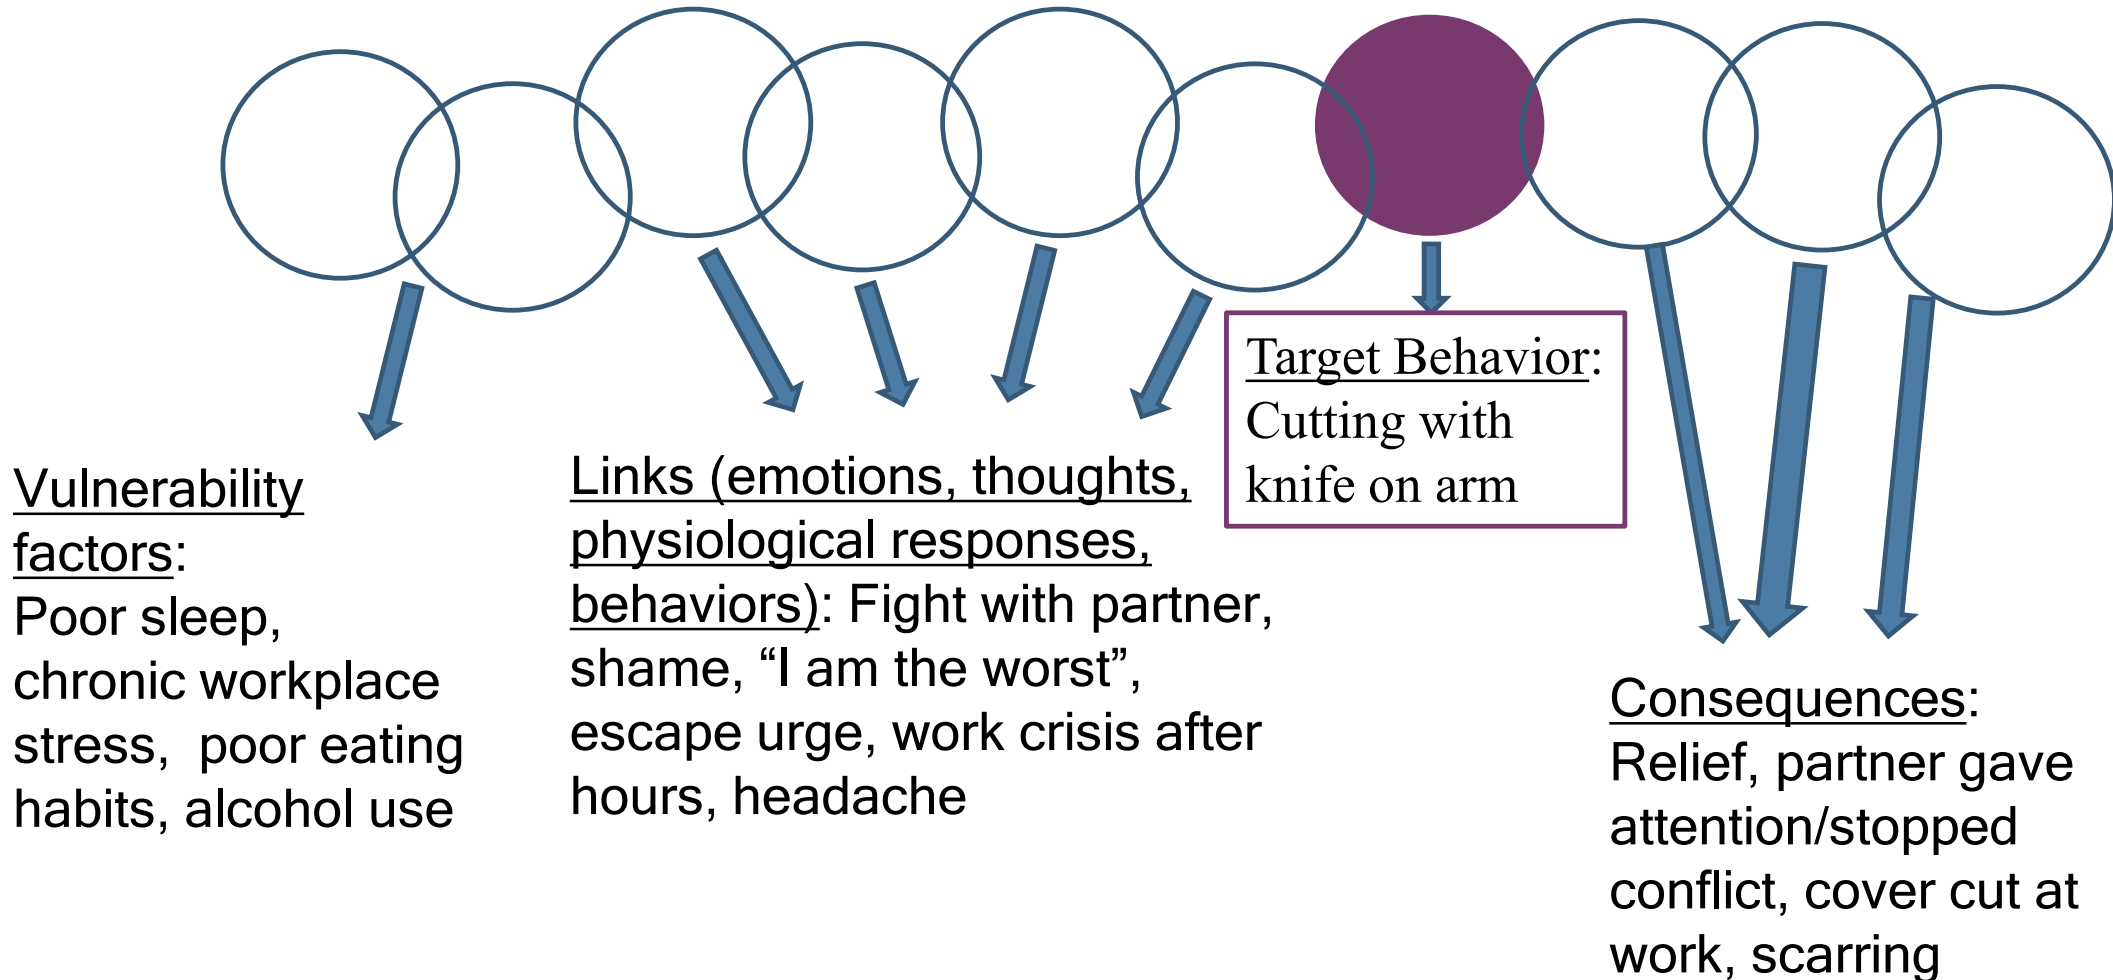 Vulnerability
factors:
Poor sleep,
chronic workplace
stress,  poor eating
habits, alcohol use
Links (emotions, thoughts,
physiological responses,
behaviors): Fight with partner,
shame, “I am the worst”,
escape urge, work crisis after
hours, headache
Target Behavior:
Cutting with
knife on arm
Consequences:
Relief, partner gave
attention/stopped
conflict, cover cut at
work, scarring